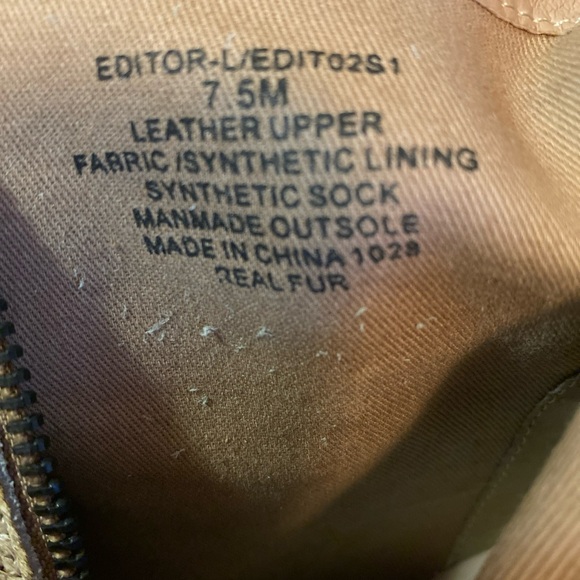 EDITOR-L/EDIT02S1
7.5M
LEATHER UPPER
FABRIC/SYNTHETIC LINING
SYNTHETIC SOCK
MANMADE OUTSOLE
MADE IN CHINA 1029
REAL FUR